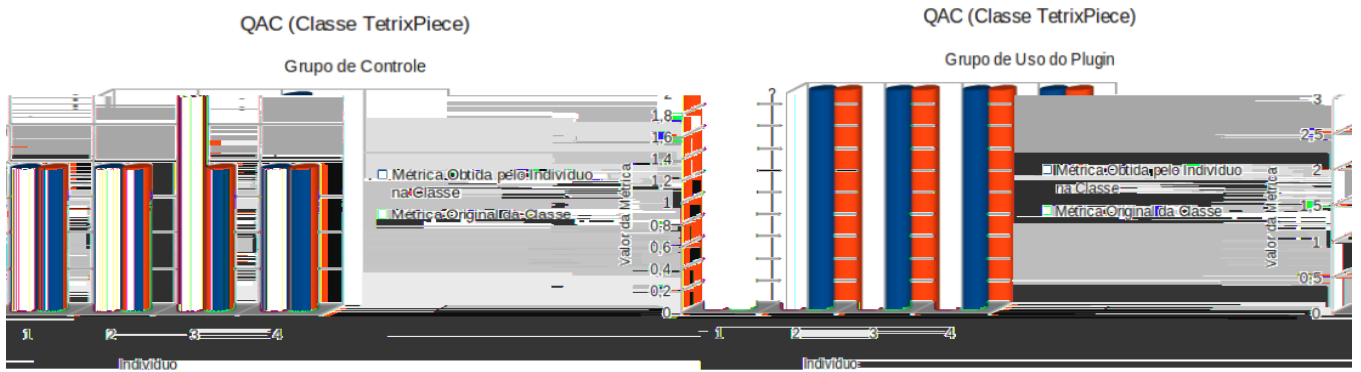 QAC (Classe TetrixPiece)
Grupo de Controle
2
1,8
1,6
1,4
1,2
1
0,8
0,6
0,4
0,2
0
Valor da Métrica
Métrica Obtida pelo Indivíduo
na Classe
Métrica Original da Classe
1 2 3 4
Indivíduo
QAC (Classe TetrixPiece)
Grupo de Uso do Plugin
2
3
2,5
2
1,5
1
0,5
0
Valor da Métrica
Métrica Obtida pelo Indivíduo
na Classe
Métrica Original da Classe
1 2 3 4
Indivíduo